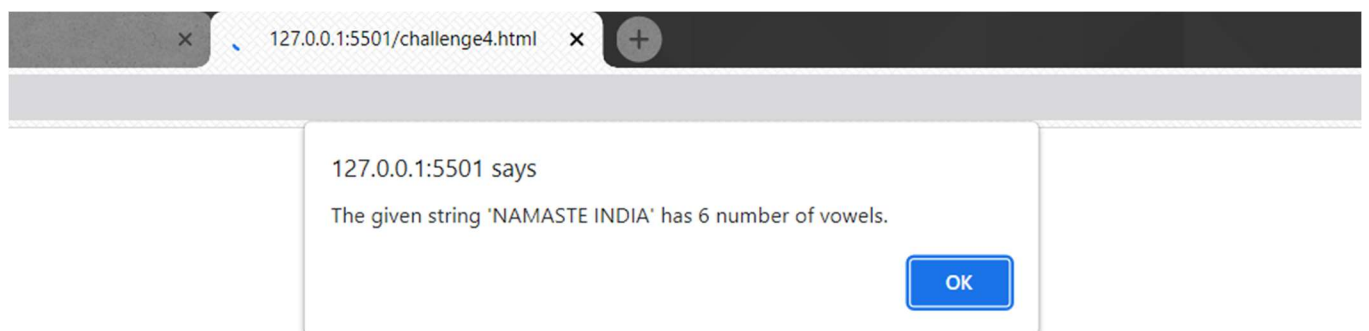 127.0.0.1:5501/challenge4.html
127.0.0.1:5501 says
The given string 'NAMASTE INDIA' has 6 number of vowels.
OK